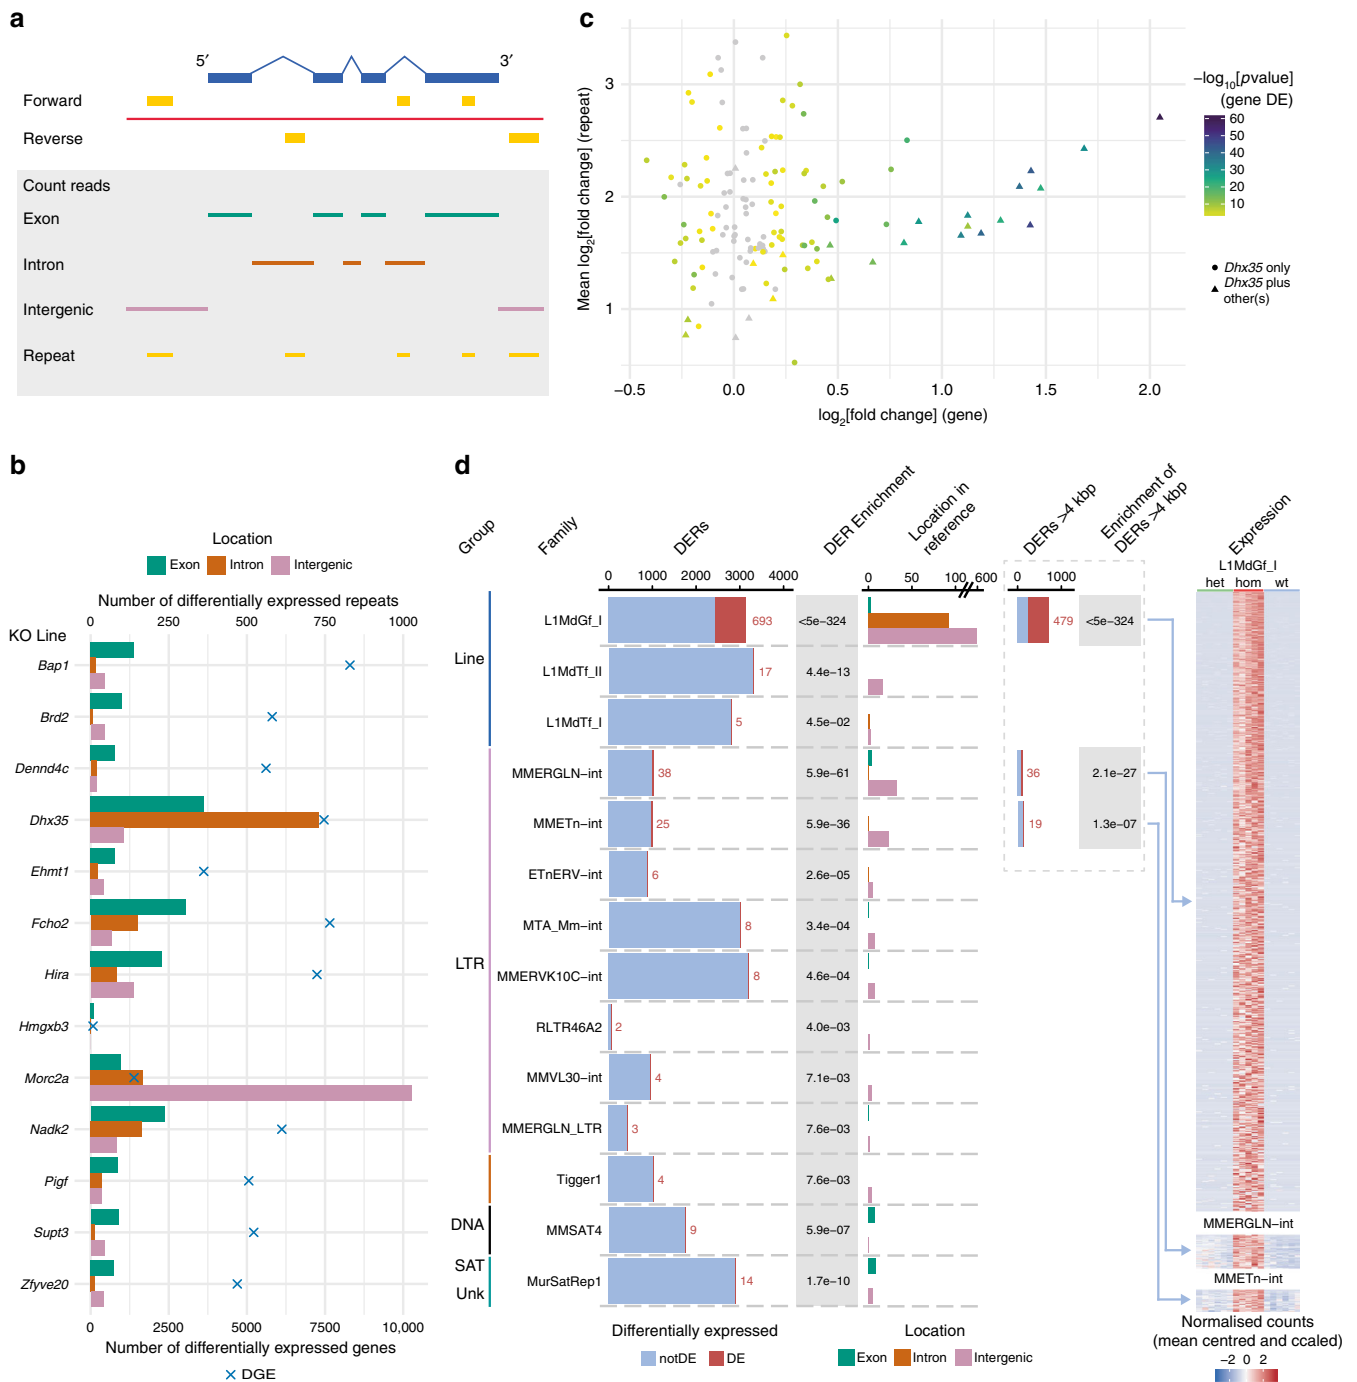 a
5′
3′
Forward
Reverse
Count reads
Exon
Intron
Intergenic
Repeat
c
Mean log2[fold change] (repeat)
3
2
1
−0.5
0.0
0.5
1.0
1.5
2.0
log2[fold change] (gene)
−log10[pvalue]
(gene DE)
60
50
40
30
20
10
Dhx35 only
Dhx35 plus
other(s)
b
Location
Exon
Intron
Intergenic
Number of differentially expressed repeats
KO Line
0
250
500
750
1000
Bap1
Brd2
Dennd4c
Dhx35
Ehmt1
Fcho2
Hira
Hmgxb3
Morc2a
Nadk2
Pigf
Supt3
Zfyve20
0
2500
5000
7500
10,000
Number of differentially expressed genes
DGE
d
Group
Family
DERs
DER Enrichment
Location in
reference
DERs >4 kbp
Enrichment of
DERs >4 kbp
Expression
0
1000
2000
3000
4000
0
50
100
600
0
1000
L1MdGf_I
het
hom
wt
Line
L1MdGf_I
693
<5e−324
479
<5e−324
L1MdTf_II
17
4.4e−13
L1MdTf_I
5
4.5e−02
LTR
MMERGLN−int
38
5.9e−61
36
2.1e−27
MMETn−int
25
5.9e−36
19
1.3e−07
ETnERV−int
6
2.6e−05
MTA_Mm−int
8
3.4e−04
MMERVK10C−int
8
4.6e−04
RLTR46A2
2
4.0e−03
MMVL30−int
4
7.1e−03
MMERGLN_LTR
3
7.6e−03
Tigger1
4
7.6e−03
DNA
MMSAT4
9
5.9e−07
SAT
Unk
MurSatRep1
14
1.7e−10
MMERGLN−int
MMETn−int
Differentially expressed
notDE
DE
Location
Exon
Intron
Intergenic
Normalised counts
(mean centred and ccaled)
−2
0
2